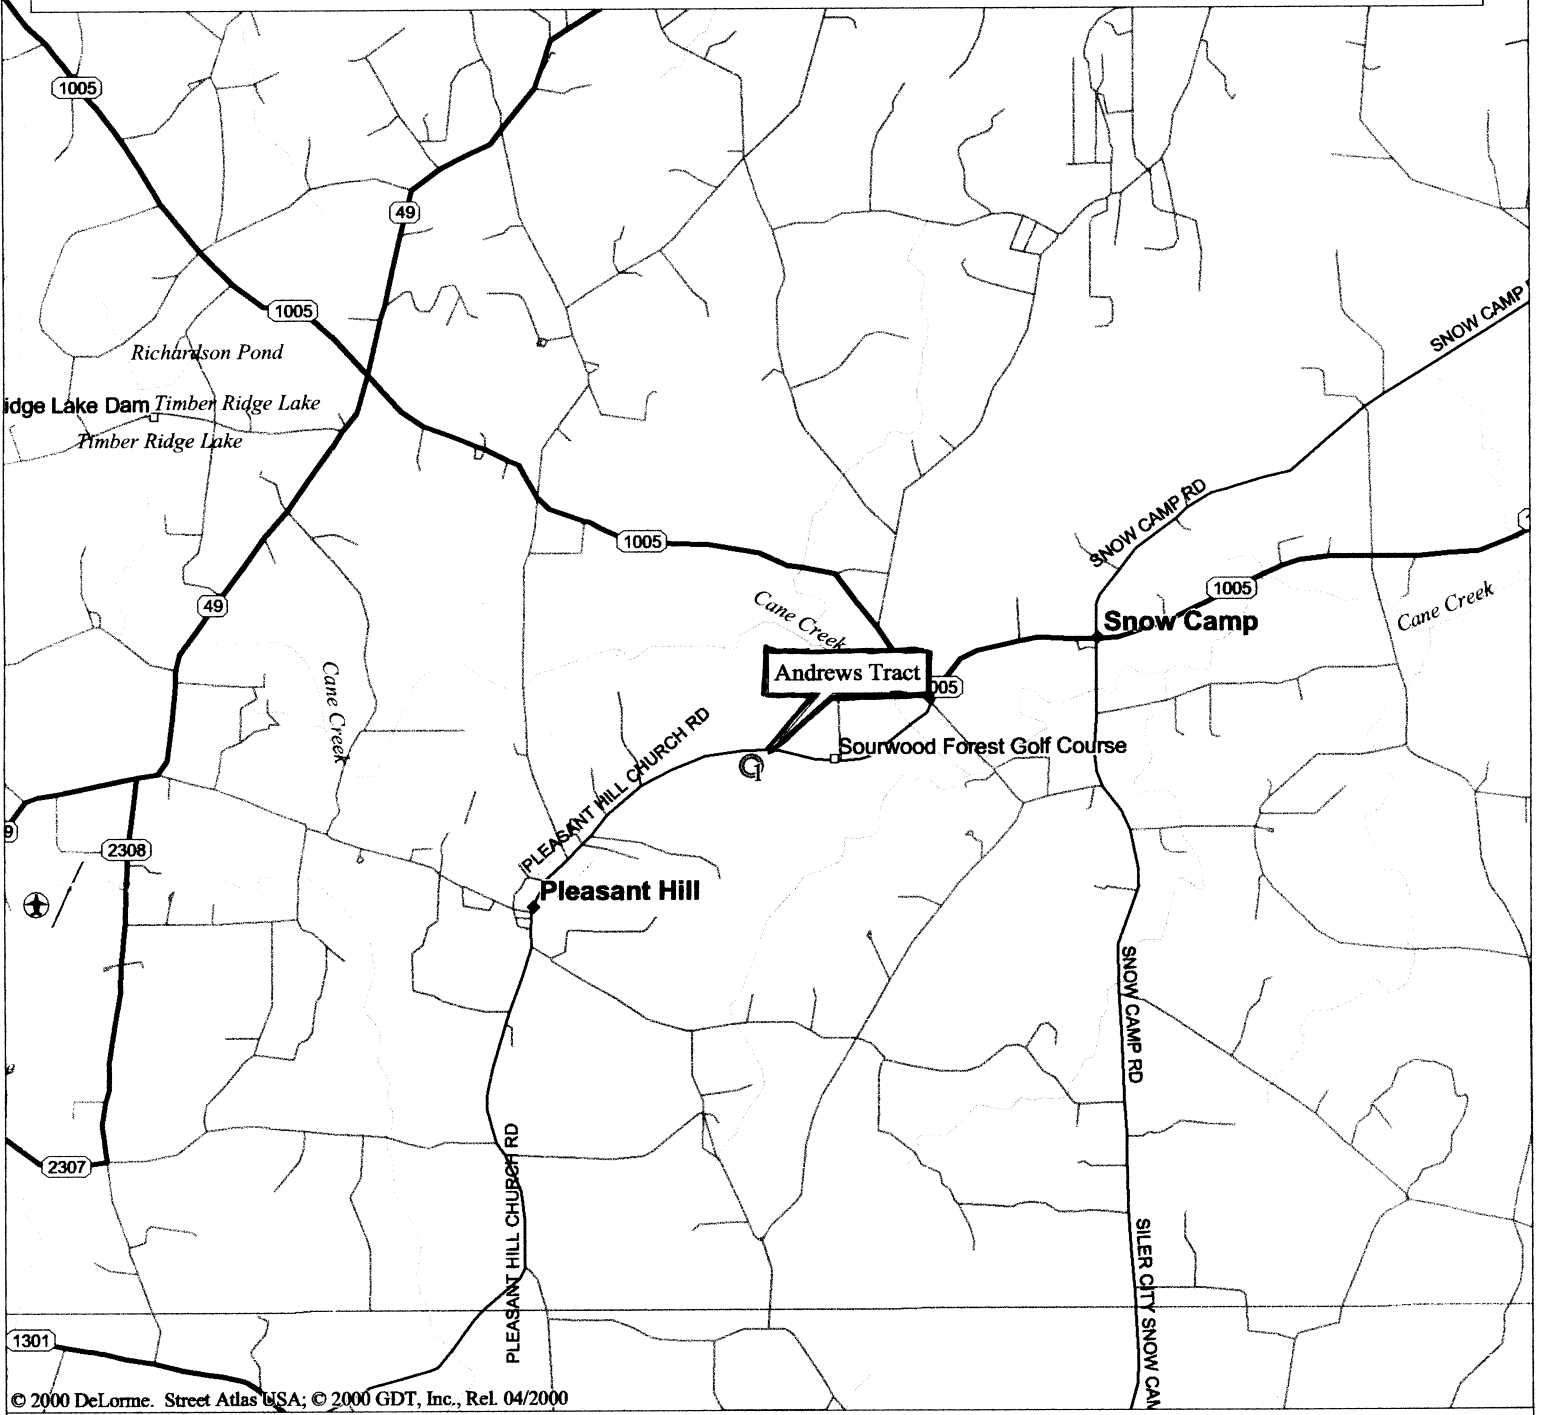 1005
49
1005
SNOW CAMP
Richardson Pond
idge Lake Dam
Timber Ridge Lake
Timber Ridge Lake
SNOW CAMP RD
1005
1005
Cane Creek
Cane Creek
49
Snow Camp
Andrews Tract
005
Cane Creek
PLEASANT HILL CHURCH RD
Sourwood Forest Golf Course
1
9
2308
Pleasant Hill
SNOW CAMP RD
2307
PLEASANT HILL CHURCH RD
SILER CITY SNOW CAM
1301
© 2000 DeLorme. Street Atlas USA; © 2000 GDT, Inc., Rel. 04/2000